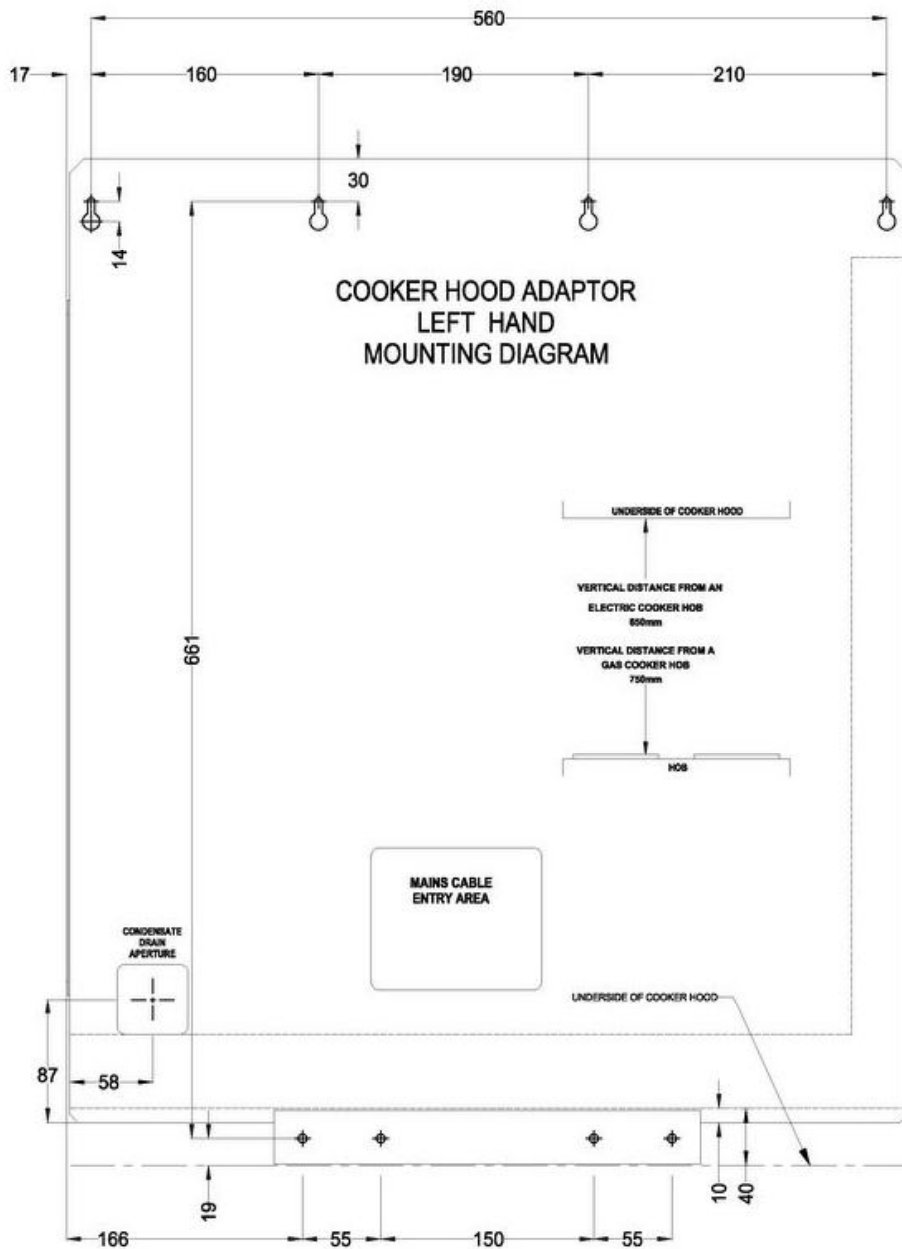 560
17
160
190
210
30
14
COOKER HOOD ADAPTOR
LEFT HAND
MOUNTING DIAGRAM
UNDERSIDE OF COOKER HOOD
VERTICAL DISTANCE FROM AN
ELECTRIC COOKER HOB
650mm
661
VERTICAL DISTANCE FROM A
GAS COOKER HOB
750mm
HOB
MAINS CABLE
ENTRY AREA
CONDENSATE
DRAIN
APERTURE
UNDERSIDE OF COOKER HOOD
87
58
19
10
40
166
55
150
55